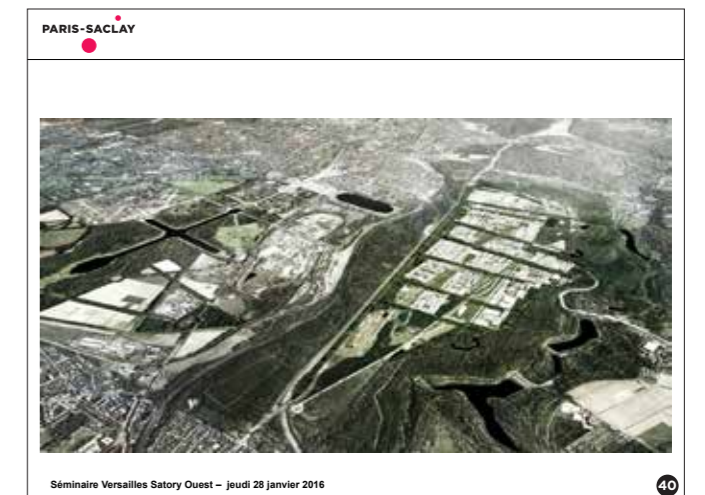 PARIS-SACLAY
Séminaire Versailles Satory Ouest – jeudi 28 janvier 2016
40